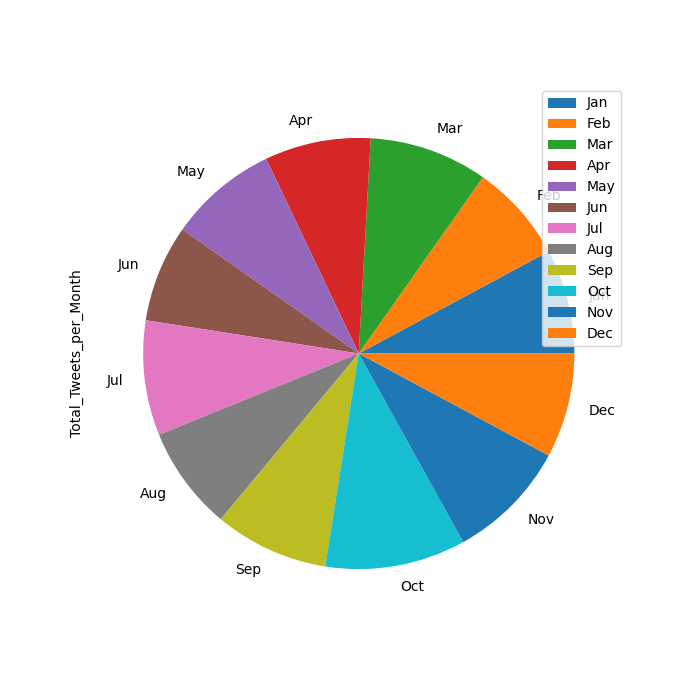 Total_Tweets_per_Month
Apr
Mar
May
Feb
Jun
Jan
Jul
Dec
Aug
Nov
Sep
Oct
Jan
Feb
Mar
Apr
May
Jun
Jul
Aug
Sep
Oct
Nov
Dec